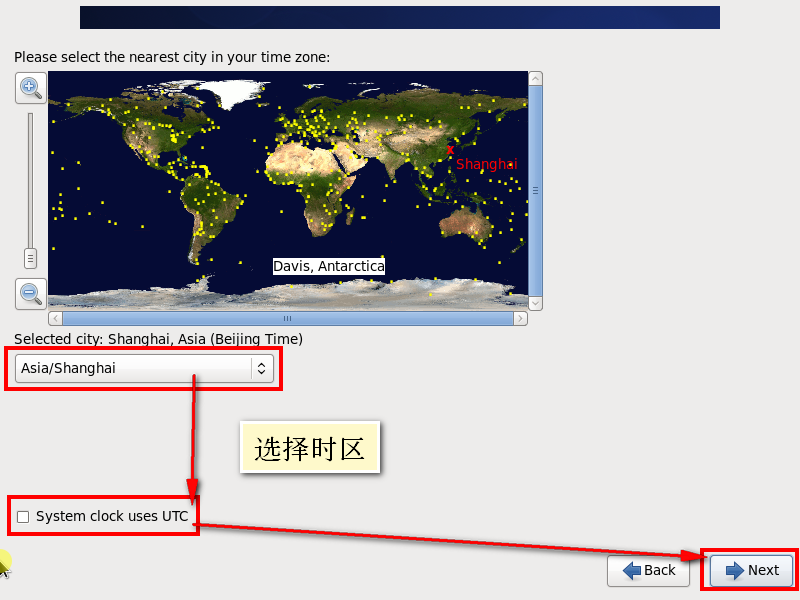 Please select the nearest city in your time zone:
Shanghai
Davis, Antarctica
Selected city: Shanghai, Asia (Beijing Time)
Asia/Shanghai
选择时区
System clock uses UTC
Back
Next